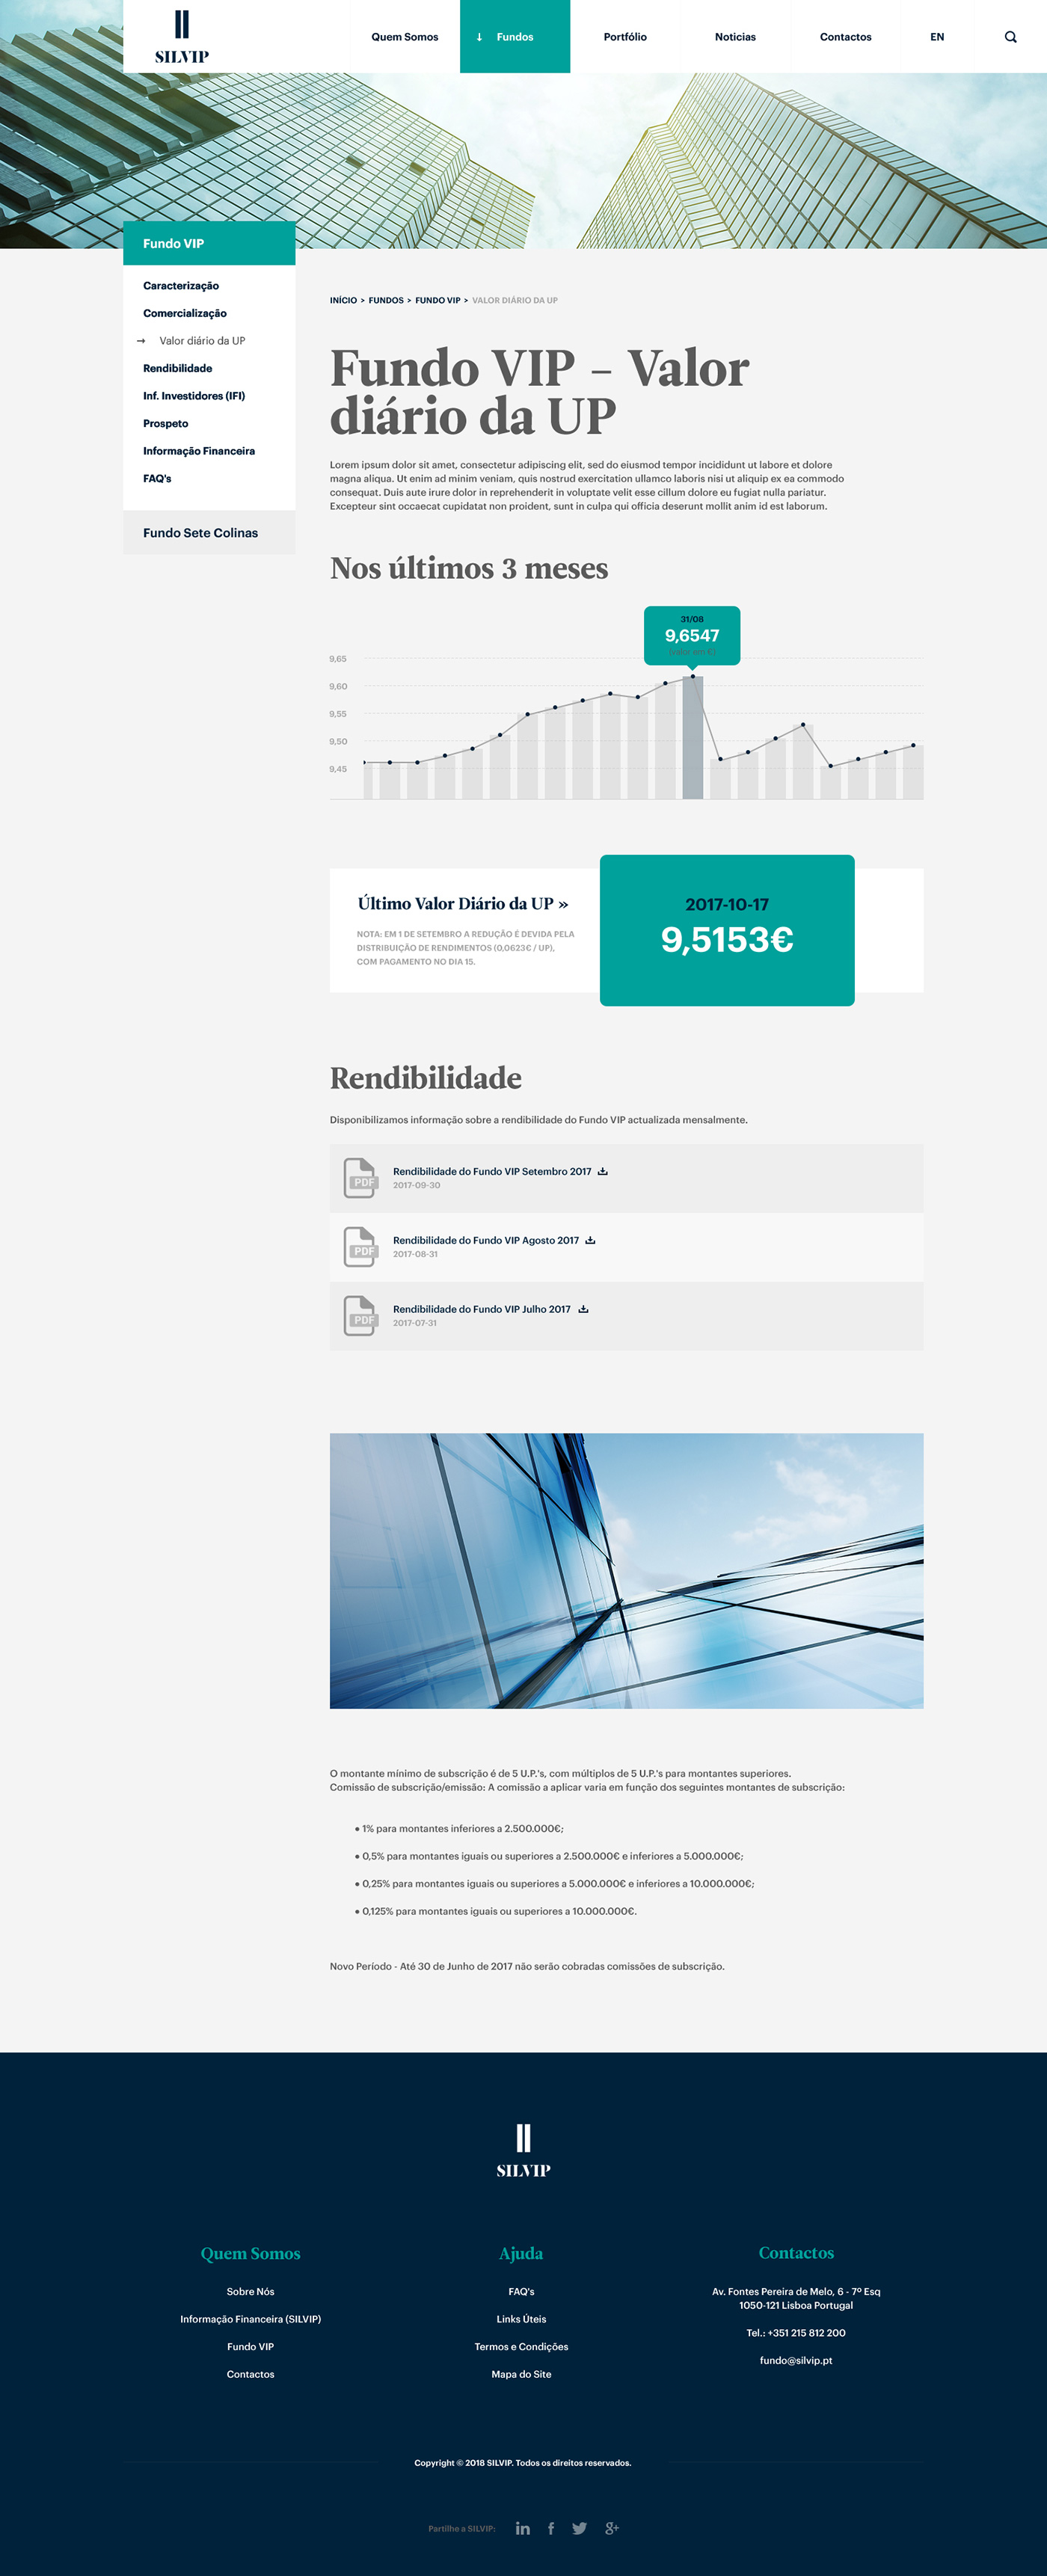 SILVIP
Quem Somos
↓ Fundos
Portfólio
Noticias
Contactos
EN
Fundo VIP
Caracterização
Comercialização
→ Valor diário da UP
Rendibilidade
Inf. Investidores (IFI)
Prospeto
Informação Financeira
FAQ's
Fundo Sete Colinas
INÍCIO > FUNDOS > FUNDO VIP > VALOR DIÁRIO DA UP
Fundo VIP – Valor
diário da UP
Lorem ipsum dolor sit amet, consectetur adipiscing elit, sed do eiusmod tempor incididunt ut labore et dolore
magna aliqua. Ut enim ad minim veniam, quis nostrud exercitation ullamco laboris nisi ut aliquip ex ea commodo
consequat. Duis aute irure dolor in reprehenderit in voluptate velit esse cillum dolore eu fugiat nulla pariatur.
Excepteur sint occaecat cupidatat non proident, sunt in culpa qui officia deserunt mollit anim id est laborum.
Nos últimos 3 meses
31/08
9,6547
(valor em €)
9,65
9,60
9,55
9,50
9,45
Último Valor Diário da UP »
NOTA: EM 1 DE SETEMBRO A REDUÇÃO É DEVIDA PELA
DISTRIBUIÇÃO DE RENDIMENTOS (0,0623€ / UP),
COM PAGAMENTO NO DIA 15.
2017-10-17
9,5153€
Rendibilidade
Disponibilizamos informação sobre a rendibilidade do Fundo VIP actualizada mensalmente.
PDF
Rendibilidade do Fundo VIP Setembro 2017
2017-09-30
PDF
Rendibilidade do Fundo VIP Agosto 2017
2017-08-31
PDF
Rendibilidade do Fundo VIP Julho 2017
2017-07-31
O montante mínimo de subscrição é de 5 U.P.'s, com múltiplos de 5 U.P.'s para montantes superiores.
Comissão de subscrição/emissão: A comissão a aplicar varia em função dos seguintes montantes de subscrição:
• 1% para montantes inferiores a 2.500.000€;
• 0,5% para montantes iguais ou superiores a 2.500.000€ e inferiores a 5.000.000€;
• 0,25% para montantes iguais ou superiores a 5.000.000€ e inferiores a 10.000.000€;
• 0,125% para montantes iguais ou superiores a 10.000.000€.
Novo Período - Até 30 de Junho de 2017 não serão cobradas comissões de subscrição.
SILVIP
Quem Somos
Sobre Nós
Informação Financeira (SILVIP)
Fundo VIP
Contactos
Ajuda
FAQ's
Links Úteis
Termos e Condições
Mapa do Site
Contactos
Av. Fontes Pereira de Melo, 6 - 7º Esq
1050-121 Lisboa Portugal
Tel.: +351 215 812 200
fundo@silvip.pt
Copyright © 2018 SILVIP. Todos os direitos reservados.
Partilhe a SILVIP: